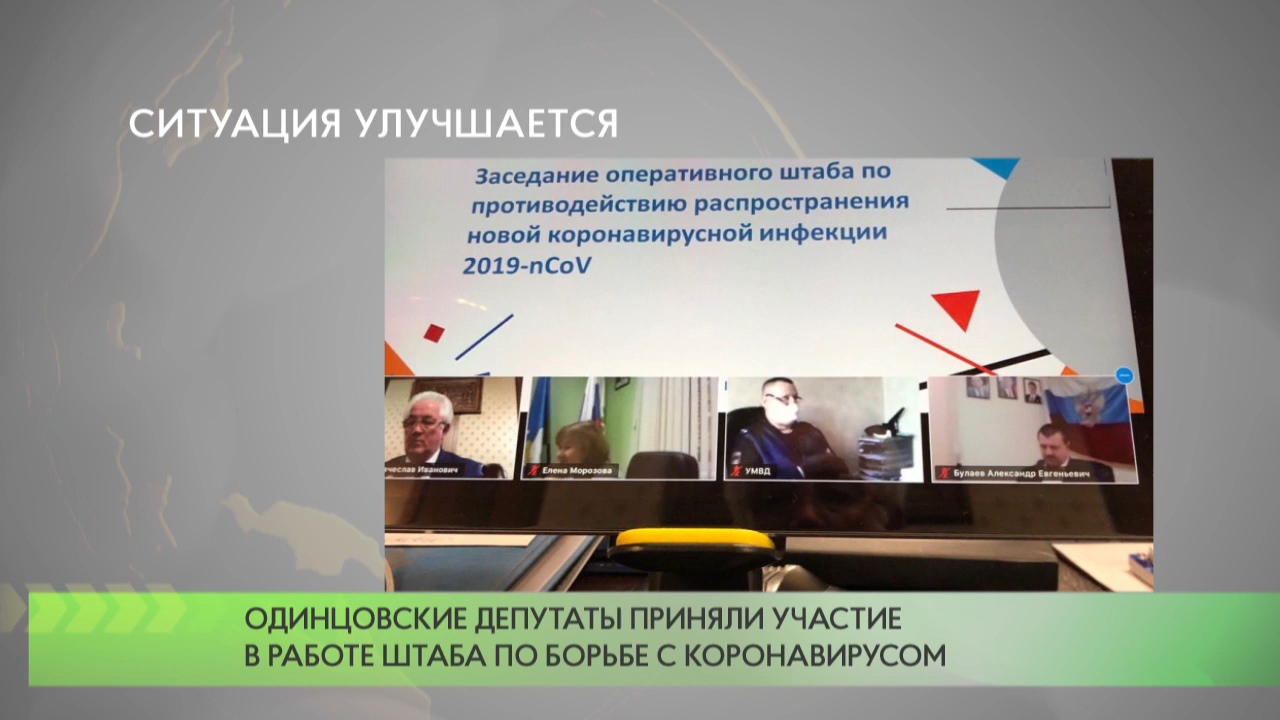 СИТУАЦИЯ УЛУЧШАЕТСЯ
Заседание оперативного штаба по
противодействию распространения
новой коронавирусной инфекции
2019-nCoV
Иванович
Елена Морозова
УМВД
Булаев Александр Евгеньевич
ОДИНЦОВСКИЕ ДЕПУТАТЫ ПРИНЯЛИ УЧАСТИЕ
В РАБОТЕ ШТАБА ПО БОРЬБЕ С КОРОНАВИРУСОМ